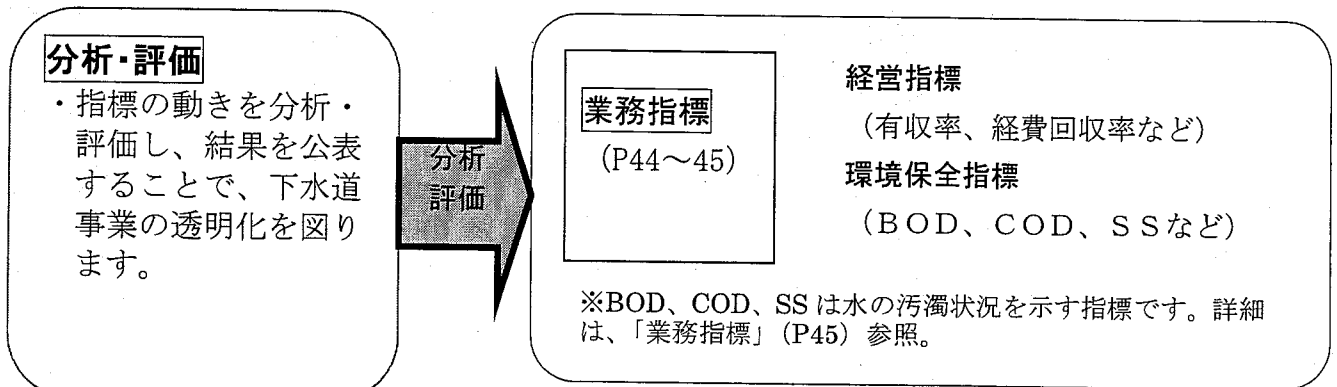 分析・評価
・指標の動きを分析・
評価し、結果を公表
することで、下水道
事業の透明化を図り
ます。
分析
評価
業務指標
(P44～45)
経営指標
(有収率、経費回収率など)
環境保全指標
(ＢＯＤ、ＣＯＤ、ＳＳなど)
※BOD、COD、SS は水の汚濁状況を示す指標です。詳細
は、「業務指標」(P45) 参照。